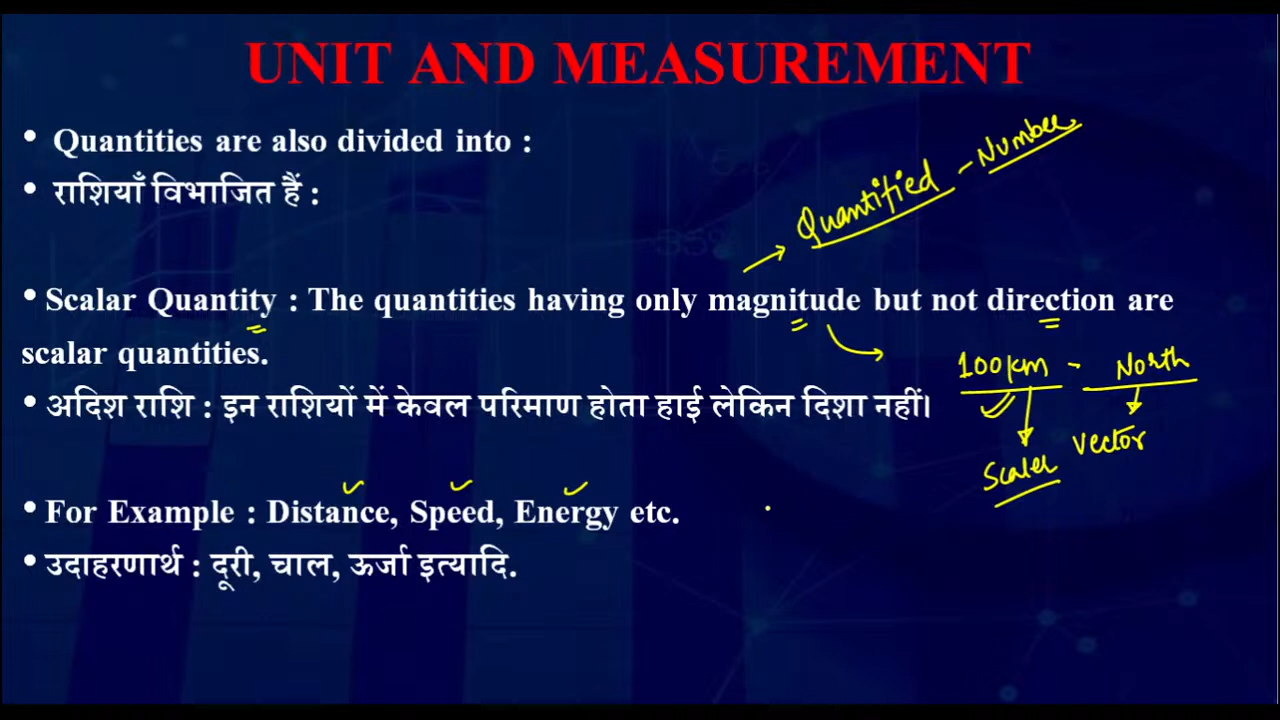 UNIT AND MEASUREMENT
• Quantities are also divided into :
• राशियाँ विभाजित हैं :
→ Quantified - Number
• Scalar Quantity : The quantities having only magnitude but not direction are
scalar quantities.
100km - North
• अदिश राशि : इन राशियों में केवल परिमाण होता हाई लेकिन दिशा नहीं।
Scaler vector
• For Example : Distance, Speed, Energy etc.
• उदाहरणार्थ : दूरी, चाल, ऊर्जा इत्यादि.